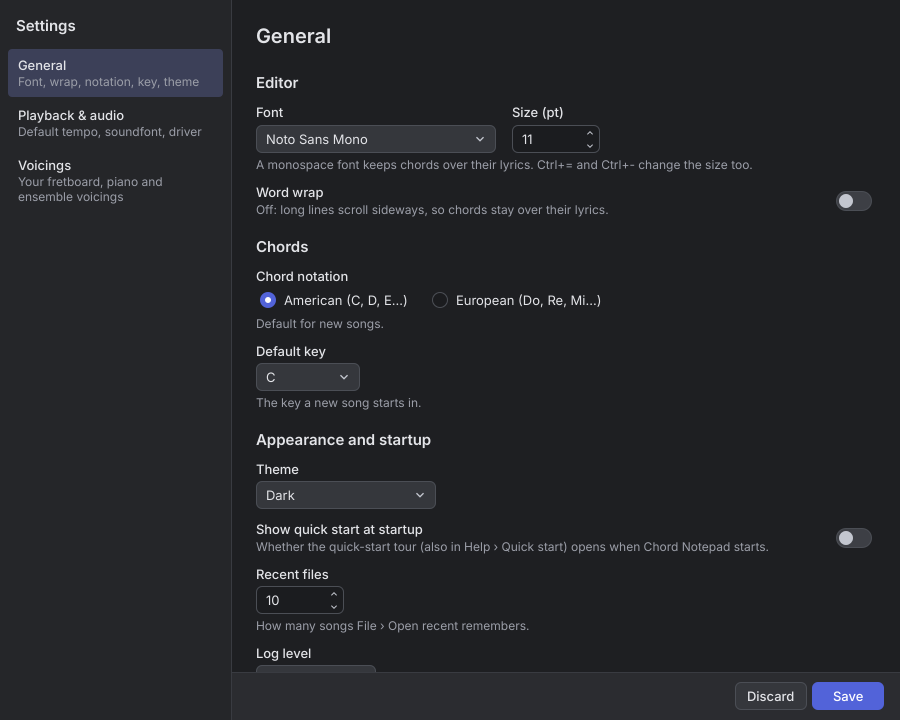 Settings
General
Font, wrap, notation, key, theme
Playback & audio
Default tempo, soundfont, driver
Voicings
Your fretboard, piano and
ensemble voicings
General
Editor
Font
Size (pt)
Noto Sans Mono
11
A monospace font keeps chords over their lyrics. Ctrl+= and Ctrl+- change the size too.
Word wrap
Off: long lines scroll sideways, so chords stay over their lyrics.
Chords
Chord notation
American (C, D, E...)
European (Do, Re, Mi...)
Default for new songs.
Default key
C
The key a new song starts in.
Appearance and startup
Theme
Dark
Show quick start at startup
Whether the quick-start tour (also in Help › Quick start) opens when Chord Notepad starts.
Recent files
10
How many songs File › Open recent remembers.
Log level
Discard
Save